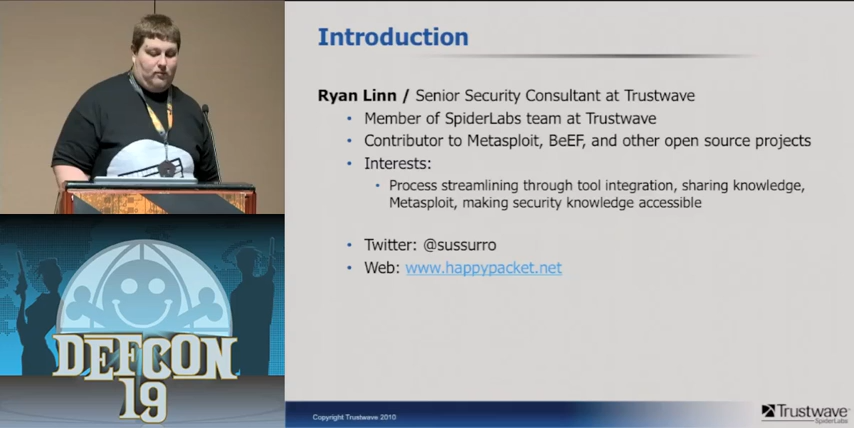 Introduction
Ryan Linn / Senior Security Consultant at Trustwave
• Member of SpiderLabs team at Trustwave
• Contributor to Metasploit, BeEF, and other open source projects
• Interests:
• Process streamlining through tool integration, sharing knowledge,
Metasploit, making security knowledge accessible
• Twitter: @sussurro
• Web: www.happypacket.net
DEFCON
19
Copyright Trustwave 2010
Trustwave®
SpiderLabs